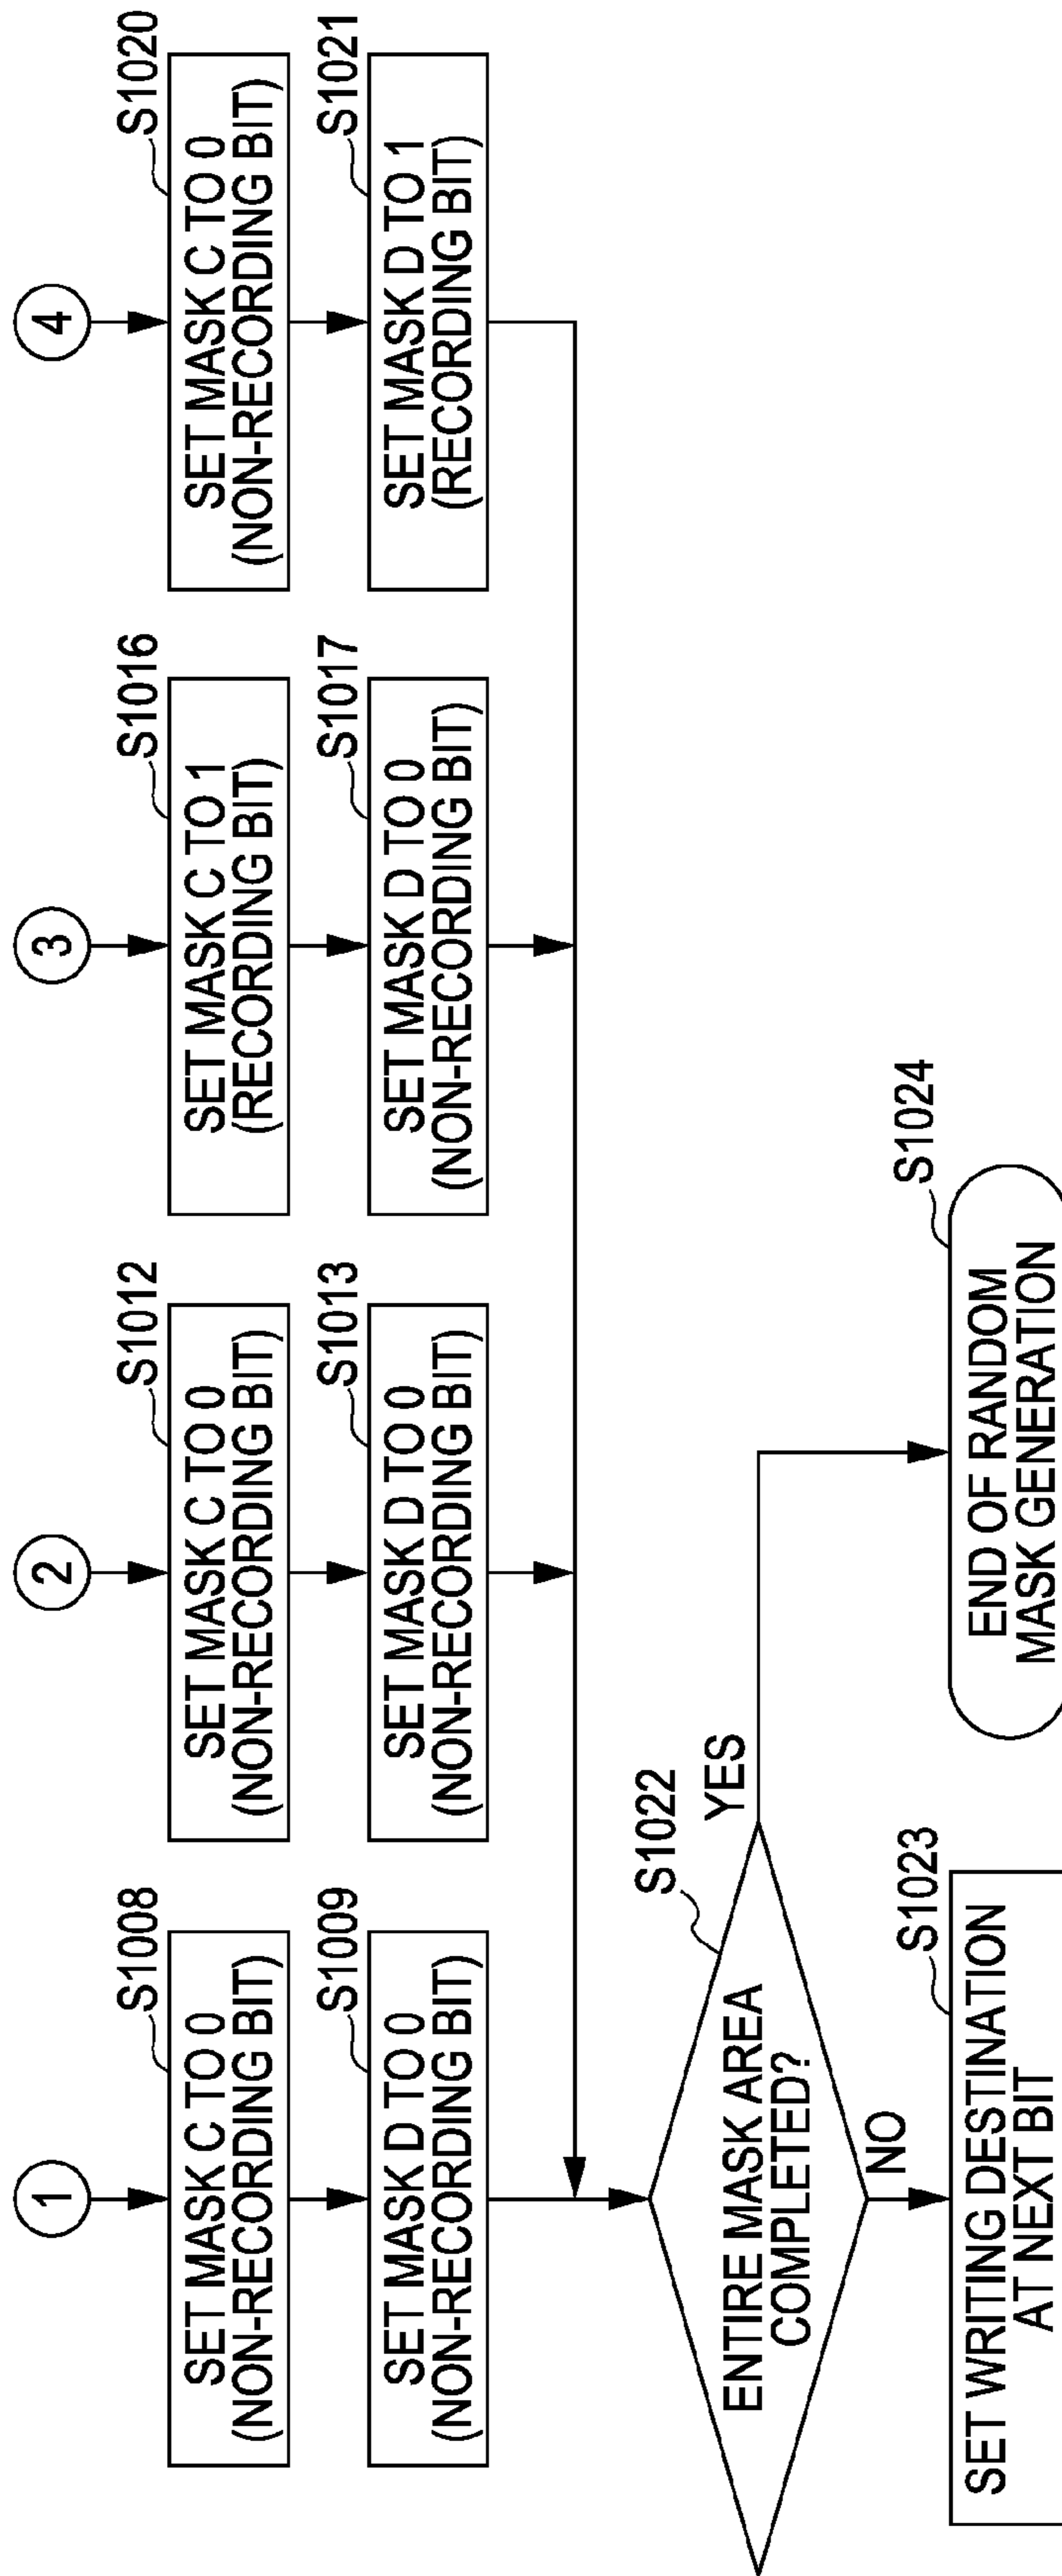 1
S1008
SET MASK C TO 0
(NON-RECORDING BIT)
S1009
SET MASK D TO 0
(NON-RECORDING BIT)
2
S1012
SET MASK C TO 0
(NON-RECORDING BIT)
S1013
SET MASK D TO 0
(NON-RECORDING BIT)
3
S1016
SET MASK C TO 1
(RECORDING BIT)
S1017
SET MASK D TO 0
(NON-RECORDING BIT)
4
S1020
SET MASK C TO 0
(NON-RECORDING BIT)
S1021
SET MASK D TO 1
(RECORDING BIT)
S1022
ENTIRE MASK AREA
COMPLETED?
YES
NO
S1023
SET WRITING DESTINATION
AT NEXT BIT
S1024
END OF RANDOM
MASK GENERATION